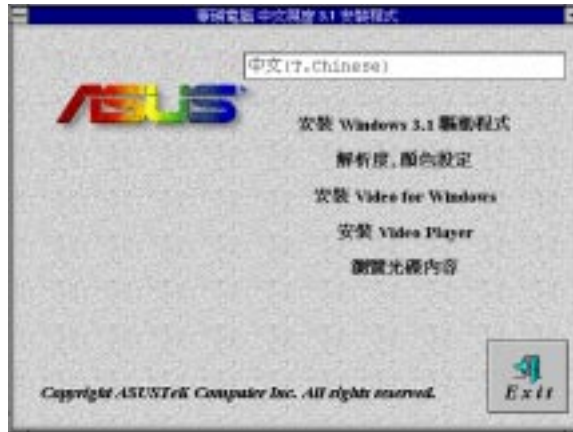 華碩電腦 中文視窗 3.1 安裝程式
中文(T.Chinese)
ASUS
安裝 Windows 3.1 驅動程式
解析度, 顏色設定
安裝 Video for Windows
安裝 Video Player
瀏覽光碟內容
Exit
Copyright ASUSTeK Computer Inc. All rights reserved.